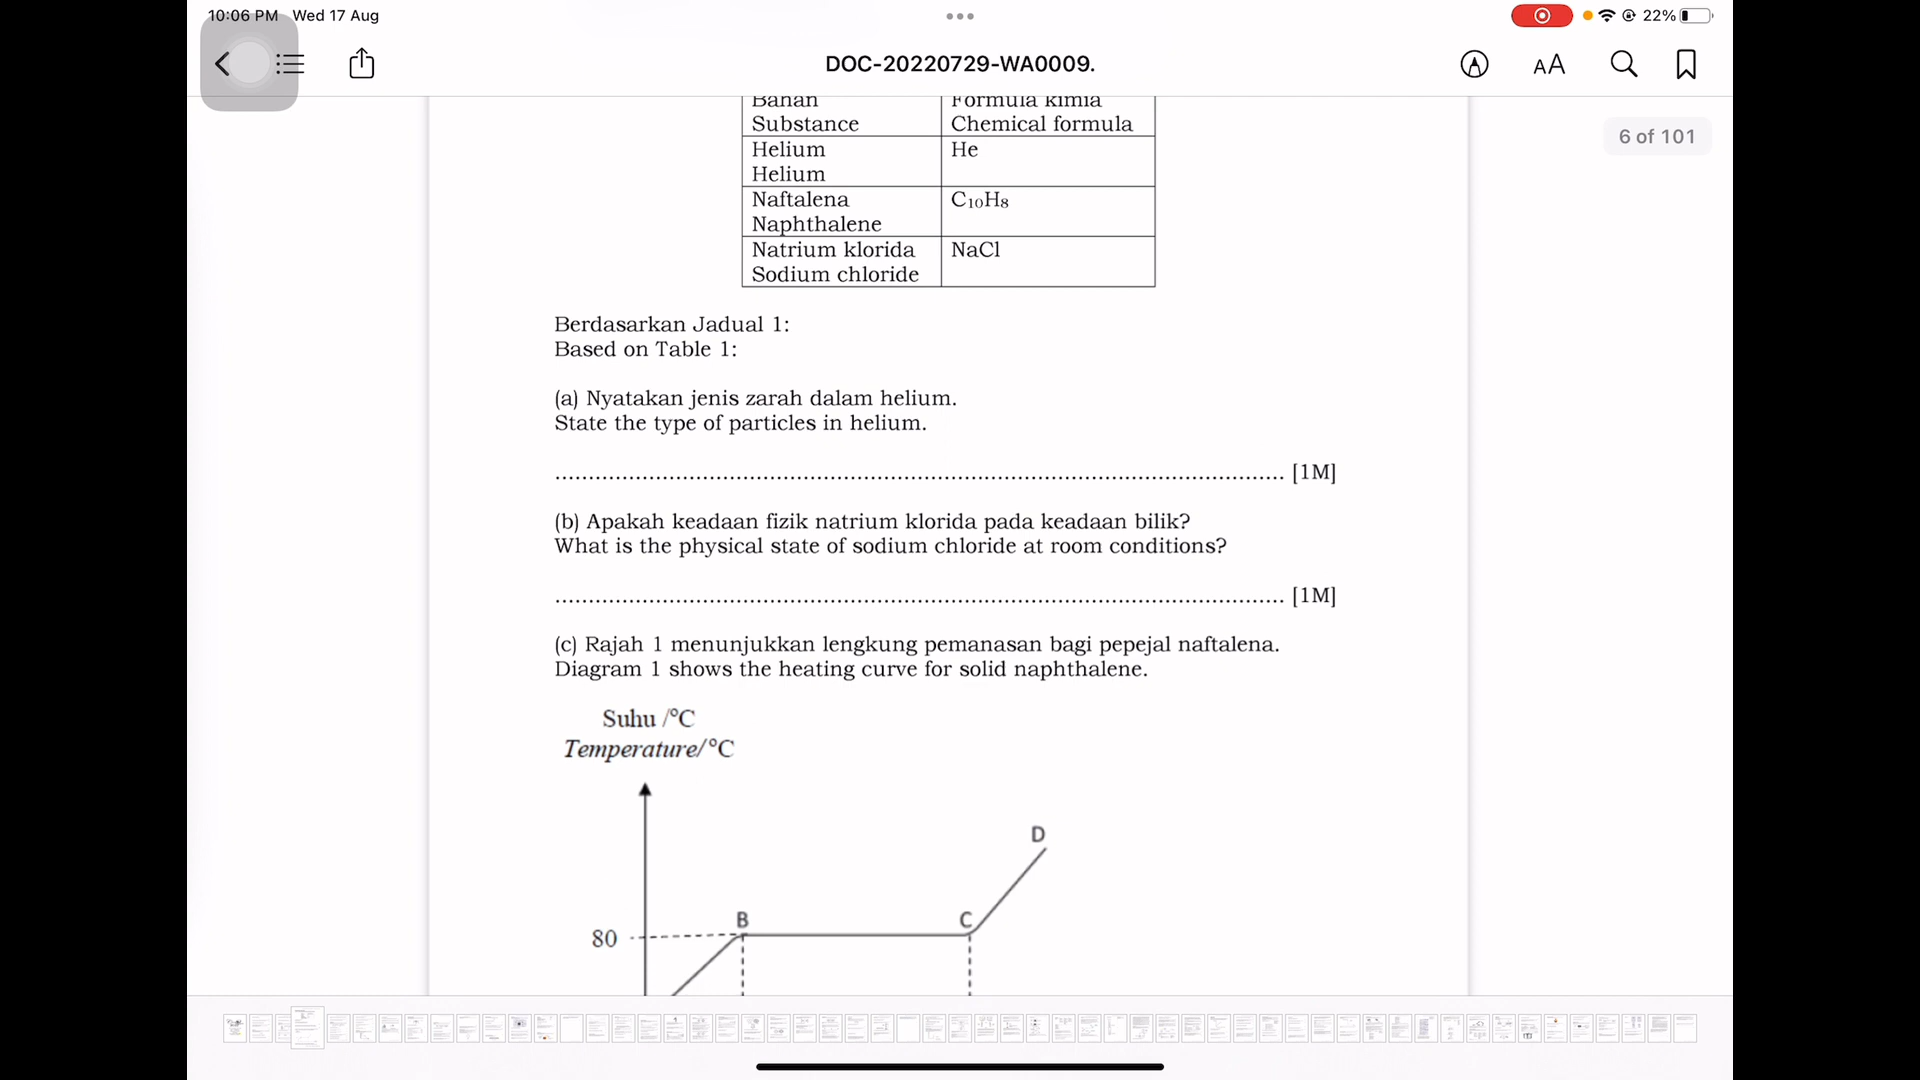 10:06 PM Wed 17 Aug
22%
DOC-20220729-WA0009.
AA
6 of 101
Bahan Formula kimia
Substance Chemical formula
Helium He
Helium
Naftalena C₁₀H₈
Naphthalene
Natrium klorida NaCl
Sodium chloride
Berdasarkan Jadual 1:
Based on Table 1:
(a) Nyatakan jenis zarah dalam helium.
State the type of particles in helium.
[1M]
(b) Apakah keadaan fizik natrium klorida pada keadaan bilik?
What is the physical state of sodium chloride at room conditions?
[1M]
(c) Rajah 1 menunjukkan lengkung pemanasan bagi pepejal naftalena.
Diagram 1 shows the heating curve for solid naphthalene.
Suhu /°C
Temperature/°C
D
B C
80